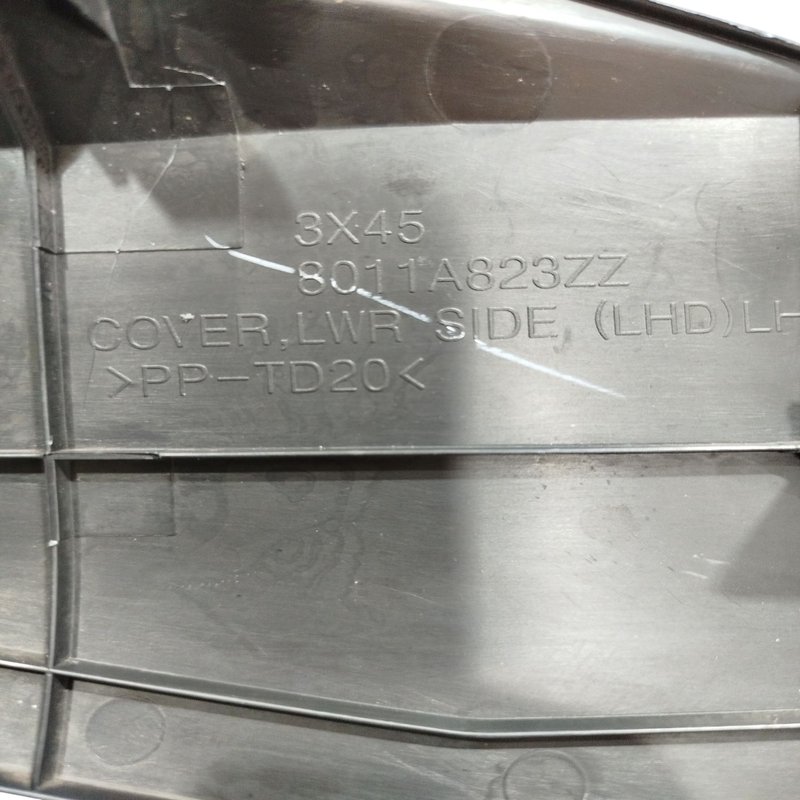 3X45
8011A823ZZ
COVER,LWR SIDE,(LHD)LH
>PP-TD20<